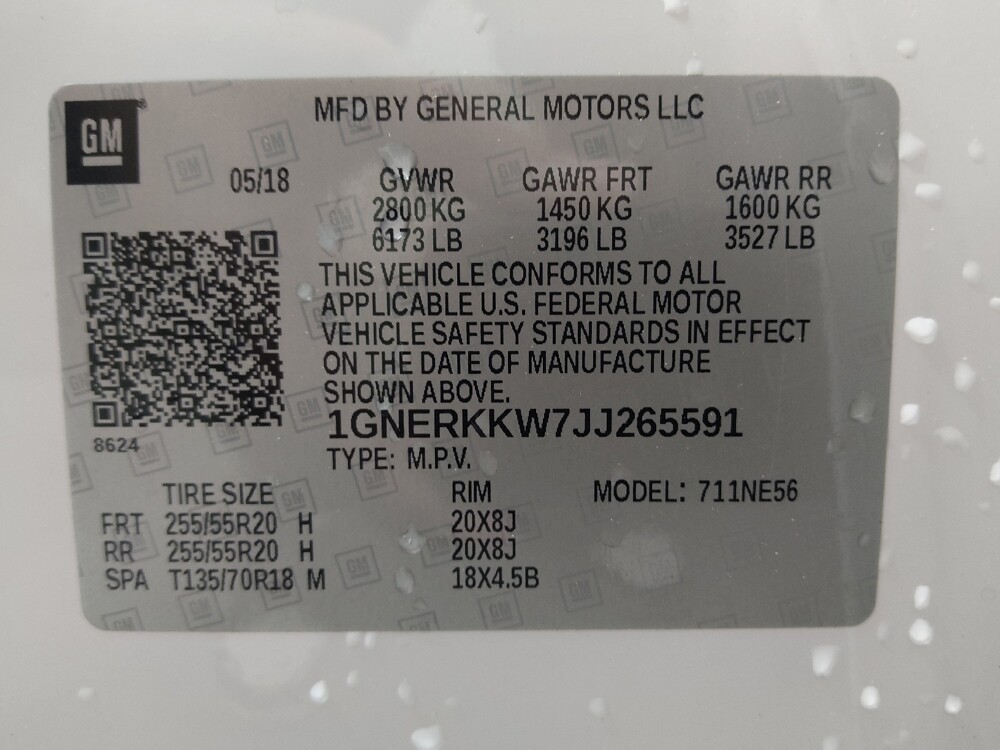 GM
MFD BY GENERAL MOTORS LLC
05/18 GVWR GAWR FRT GAWR RR
2800 KG 1450 KG 1600 KG
6173 LB 3196 LB 3527 LB
THIS VEHICLE CONFORMS TO ALL
APPLICABLE U.S. FEDERAL MOTOR
VEHICLE SAFETY STANDARDS IN EFFECT
ON THE DATE OF MANUFACTURE
SHOWN ABOVE.
1GNERKKW7JJ265591
8624
TYPE: M.P.V.
TIRE SIZE RIM MODEL: 711NE56
FRT 255/55R20 H 20X8J
RR 255/55R20 H 20X8J
SPA T135/70R18 M 18X4.5B